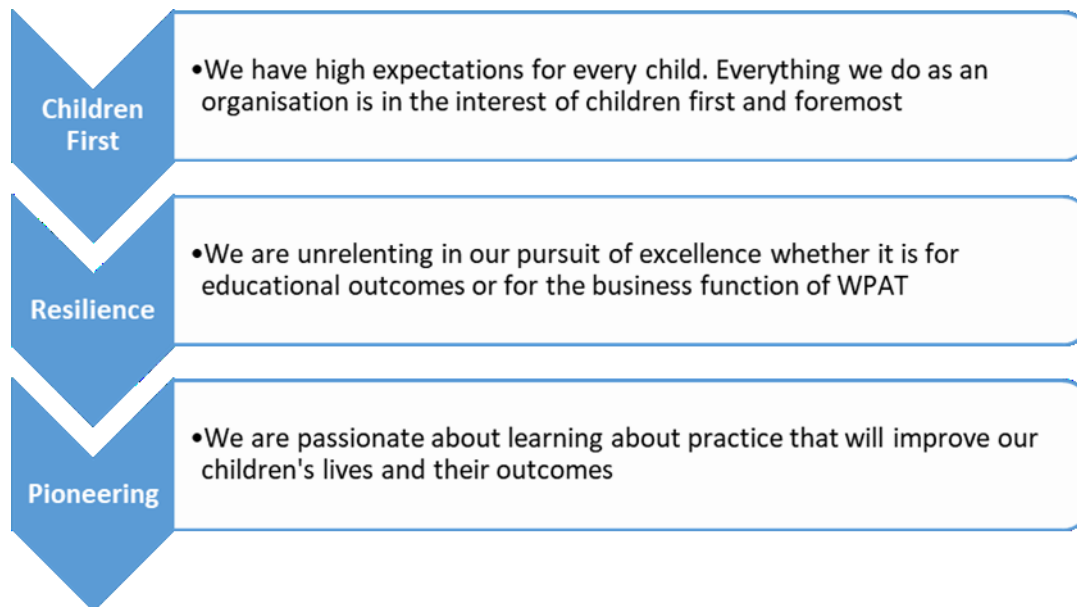 Children
First
•We have high expectations for every child. Everything we do as an
organisation is in the interest of children first and foremost
Resilience
•We are unrelenting in our pursuit of excellence whether it is for
educational outcomes or for the business function of WPAT
Pioneering
•We are passionate about learning about practice that will improve our
children's lives and their outcomes